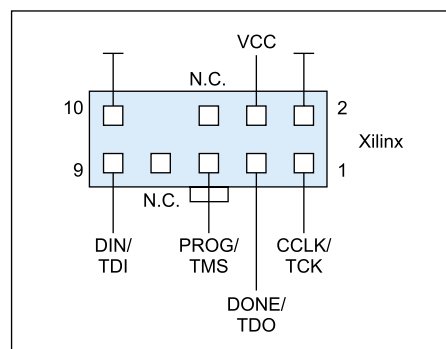 VCC
N.C.
10
2
Xilinx
9
1
N.C.
DIN/
TDI
PROG/
TMS
CCLK/
TCK
DONE/
TDO